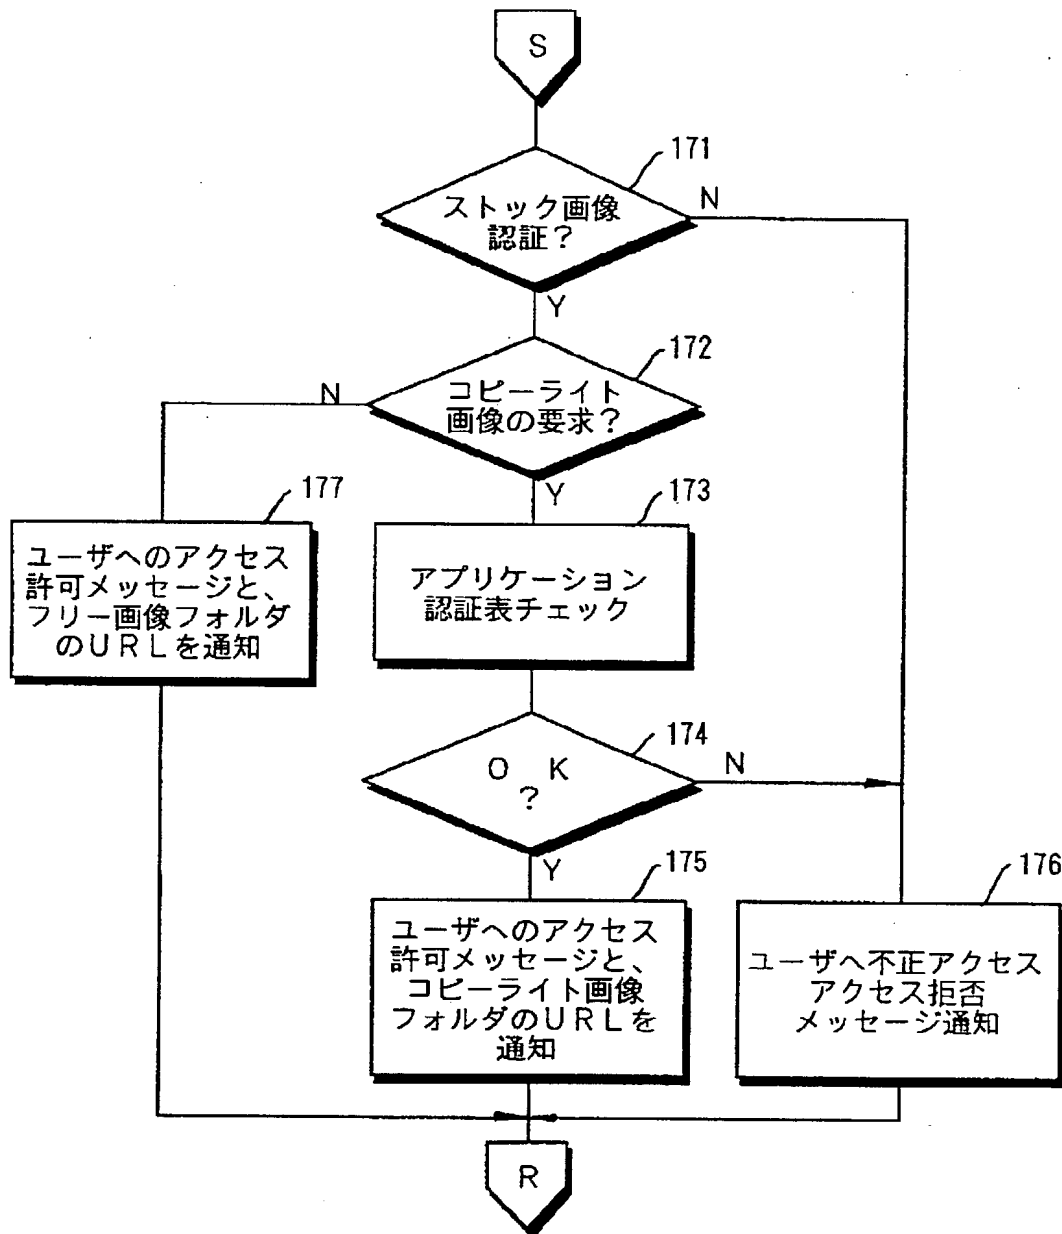 S
171
ストック画像
認証?
N
Y
172
コピーライト
画像の要求?
N
Y
177
ユーザへのアクセス
許可メッセージと、
フリー画像フォルダ
のURLを通知
173
アプリケーション
認証表チェック
174
O K
?
N
Y
175
ユーザへのアクセス
許可メッセージと、
コピーライト画像
フォルダのURLを
通知
176
ユーザへ不正アクセス
アクセス拒否
メッセージ通知
R